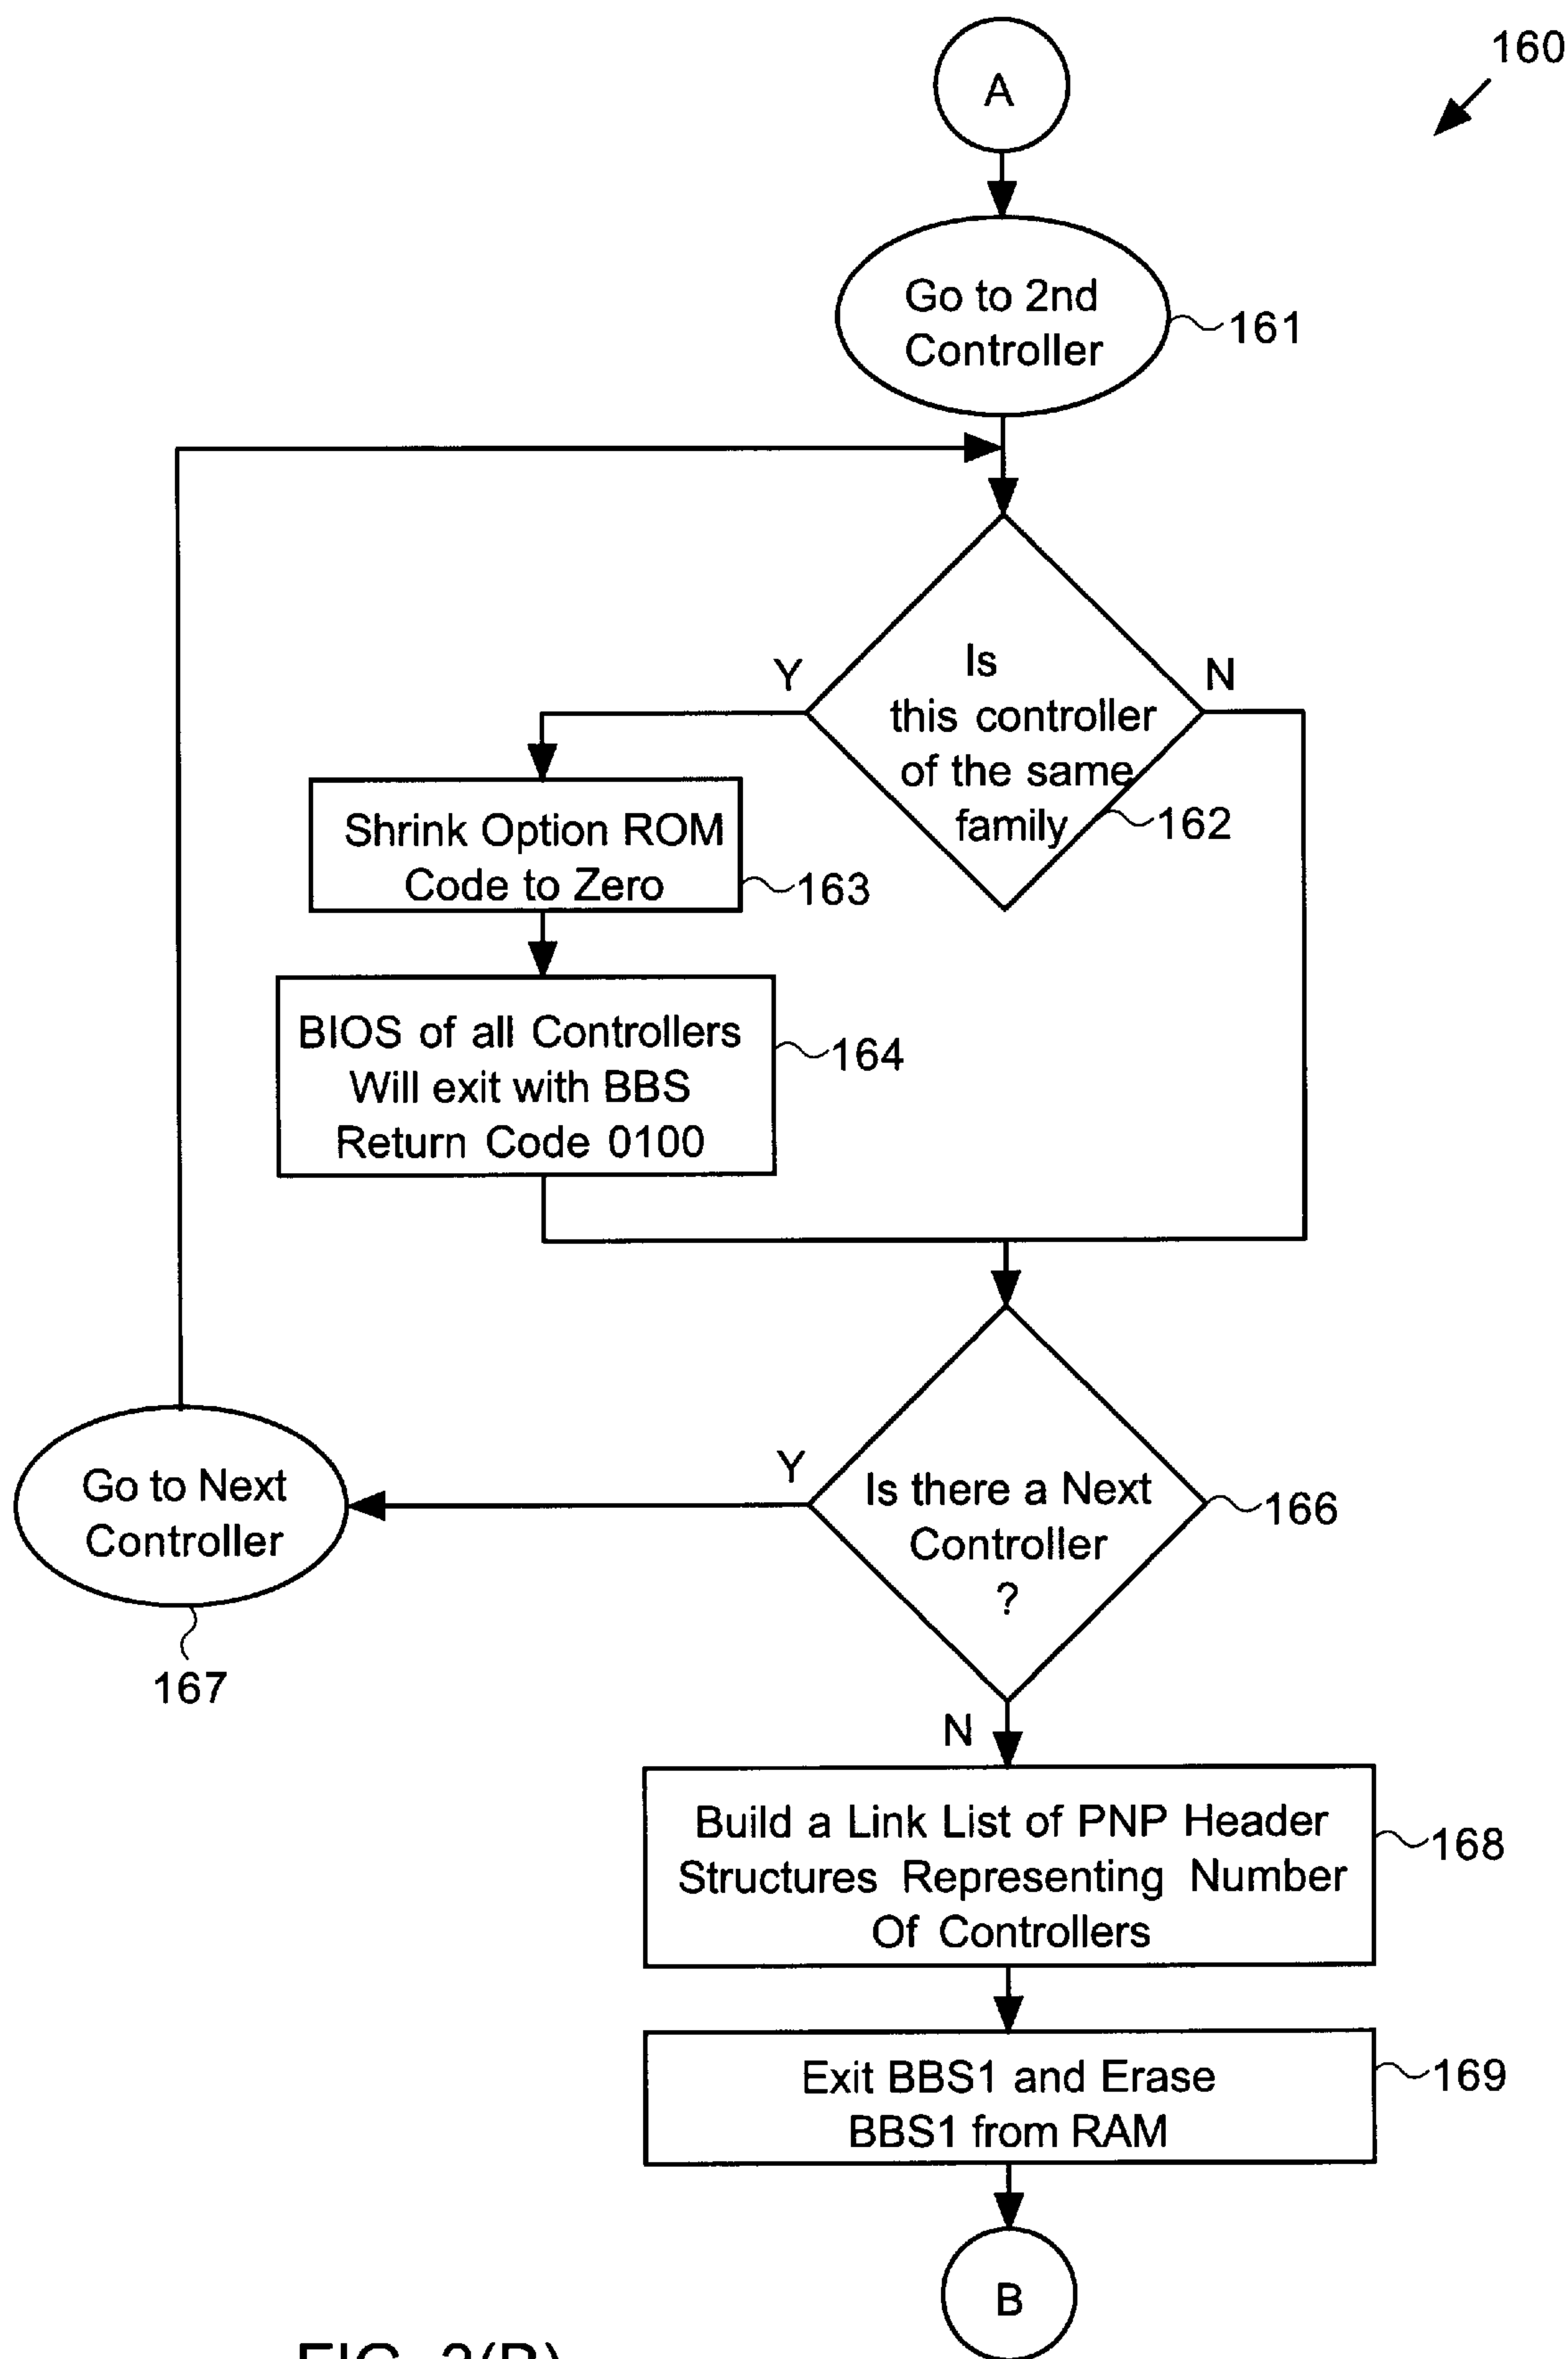 160
A
Go to 2nd
Controller
161
Y
N
Is
this controller
of the same
family
162
Shrink Option ROM
Code to Zero
163
BIOS of all Controllers
Will exit with BBS
Return Code 0100
164
Y
Is there a Next
Controller
?
166
Go to Next
Controller
167
N
Build a Link List of PNP Header
Structures Representing Number
Of Controllers
168
Exit BBS1 and Erase
BBS1 from RAM
169
B